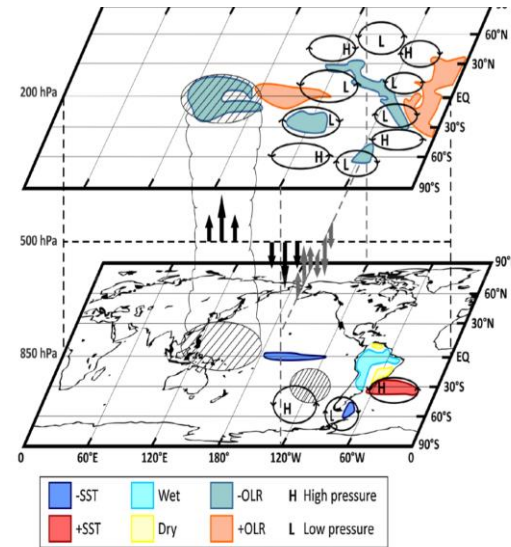 60°N
30°N
200 hPa
EQ
30°S
60°S
90°S
L
H
H
L
L
L
L
H
H
L
500 hPa
90°
60°N
30°N
850 hPa
EQ
30°S
60°S
90°S
H
L
H
60°E
120°E
180°
120°W
60°W
0
-SST
Wet
-OLR
H High pressure
+SST
Dry
+OLR
L Low pressure